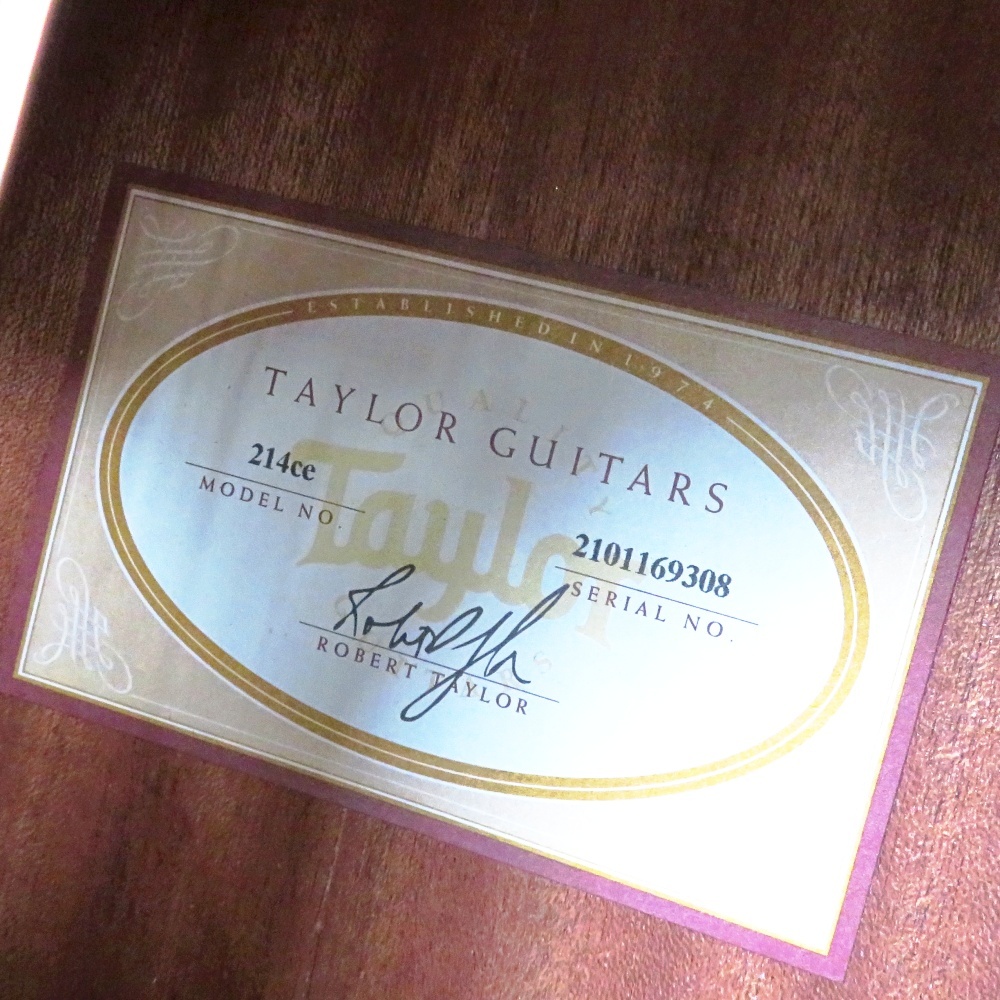 ESTABLISHED IN 1974
TAYLOR GUITARS
214ce
MODEL NO.
Taylor
2101169308
SERIAL NO.
ROBERT TAYLOR